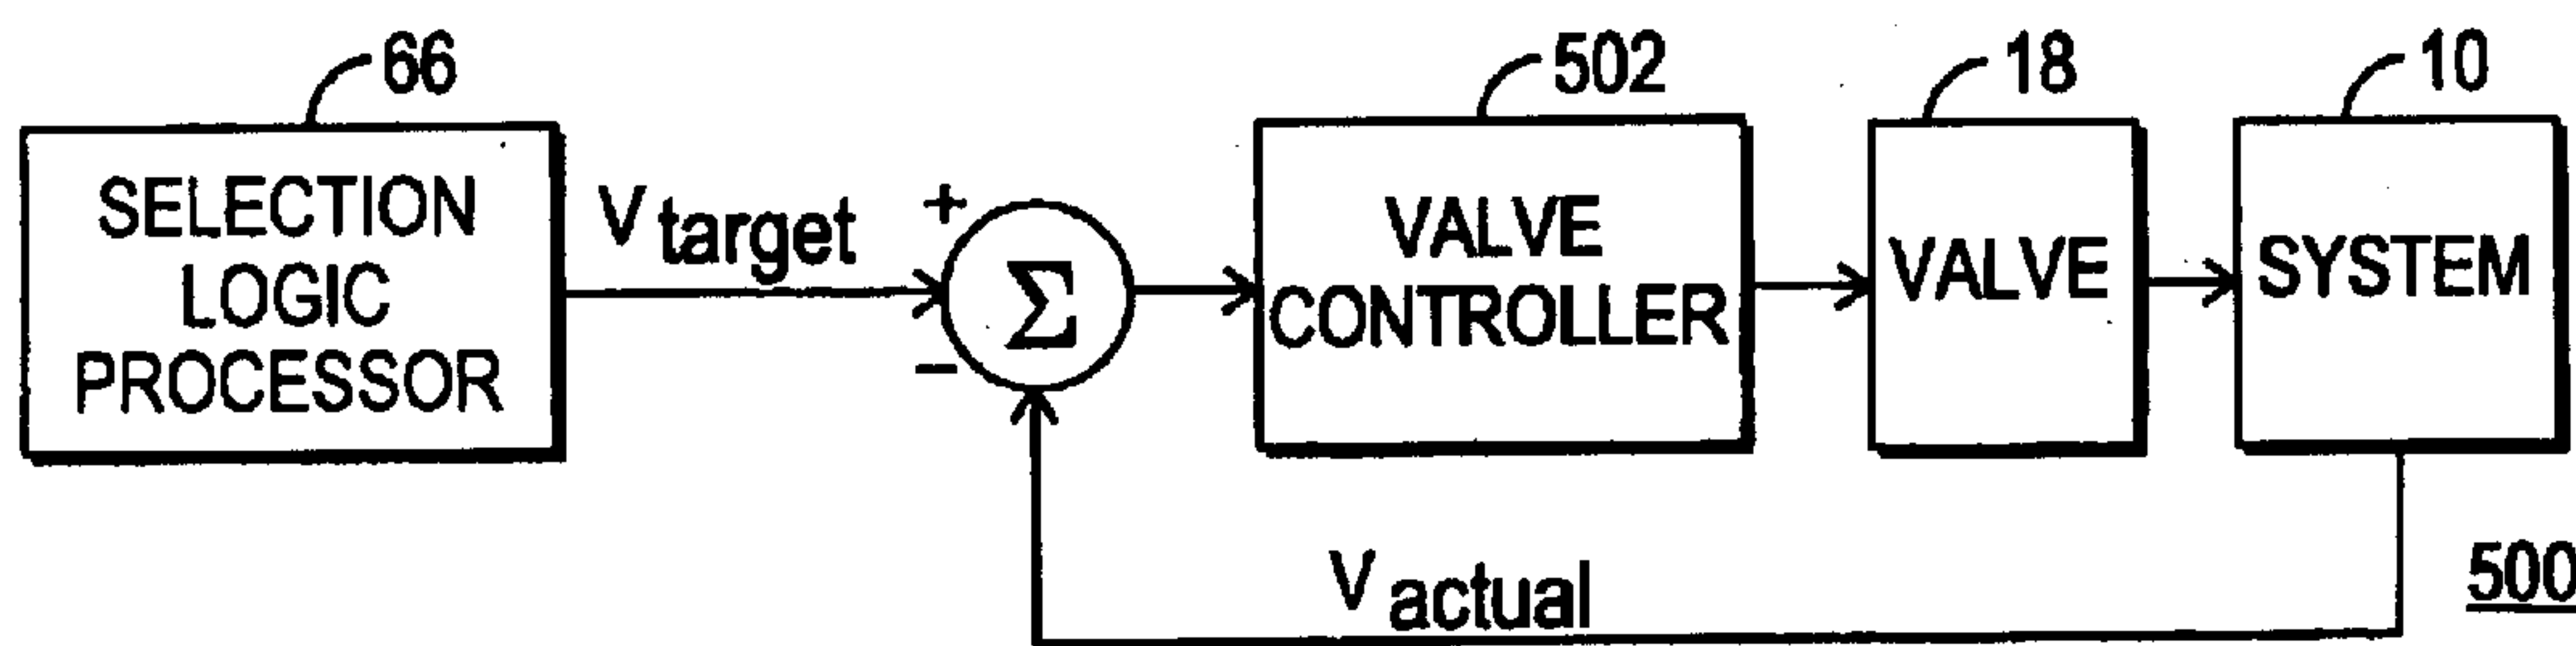 66
502
18
10
SELECTION
LOGIC
PROCESSOR
V target
+
−
Σ
VALVE
CONTROLLER
VALVE
SYSTEM
V actual
500